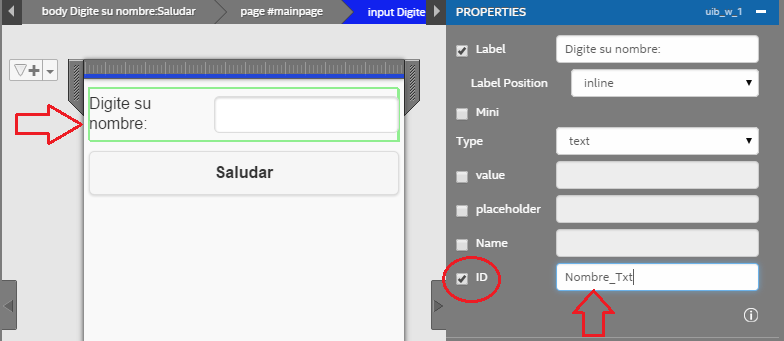 body Digite su nombre:Saludar
page #mainpage
input Digite
Digite su
nombre:
Saludar
PROPERTIES
uib_w_1
Label
Digite su nombre:
Label Position
inline
Mini
Type
text
value
placeholder
Name
ID
Nombre_Txt